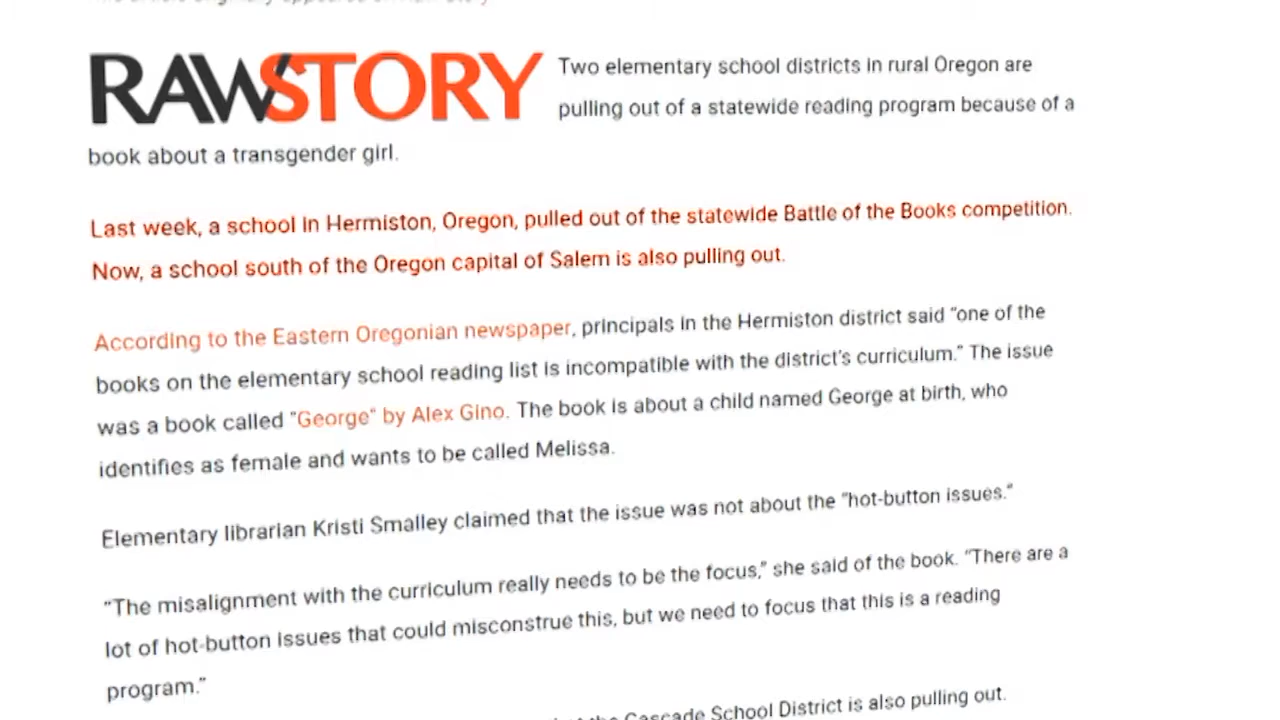 RAWSTORY
Two elementary school districts in rural Oregon are
pulling out of a statewide reading program because of a
book about a transgender girl.
Last week, a school in Hermiston, Oregon, pulled out of the statewide Battle of the Books competition.
Now, a school south of the Oregon capital of Salem is also pulling out.
According to the Eastern Oregonian newspaper, principals in the Hermiston district said “one of the
books on the elementary school reading list is incompatible with the district’s curriculum.” The issue
was a book called “George“ by Alex Gino. The book is about a child named George at birth, who
identifies as female and wants to be called Melissa.
Elementary librarian Kristi Smalley claimed that the issue was not about the “hot-button issues.”
“The misalignment with the curriculum really needs to be the focus,” she said of the book. “There are a
lot of hot-button issues that could misconstrue this, but we need to focus that this is a reading
program.”
the Cascade School District is also pulling out.